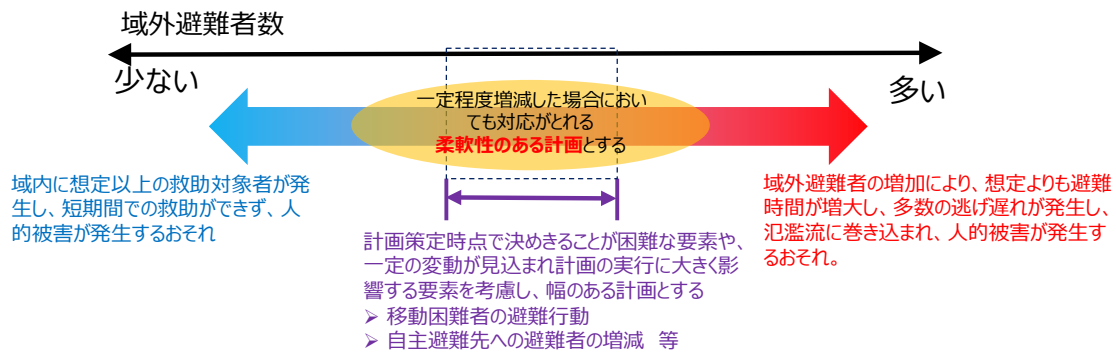 域外避難者数
少ない
多い
一定程度増減した場合におい
ても対応がとれる
柔軟性のある計画とする
域内に想定以上の救助対象者が発
生し、短期間での救助ができず、人
的被害が発生するおそれ
域外避難者の増加により、想定よりも避難
時間が増大し、多数の逃げ遅れが発生し、
氾濫流に巻き込まれ、人的被害が発生す
るおそれ。
計画策定時点で決めきることが困難な要素や、
一定の変動が見込まれ計画の実行に大きく影
響する要素を考慮し、幅のある計画とする
➢ 移動困難者の避難行動
➢ 自主避難先への避難者の増減　等